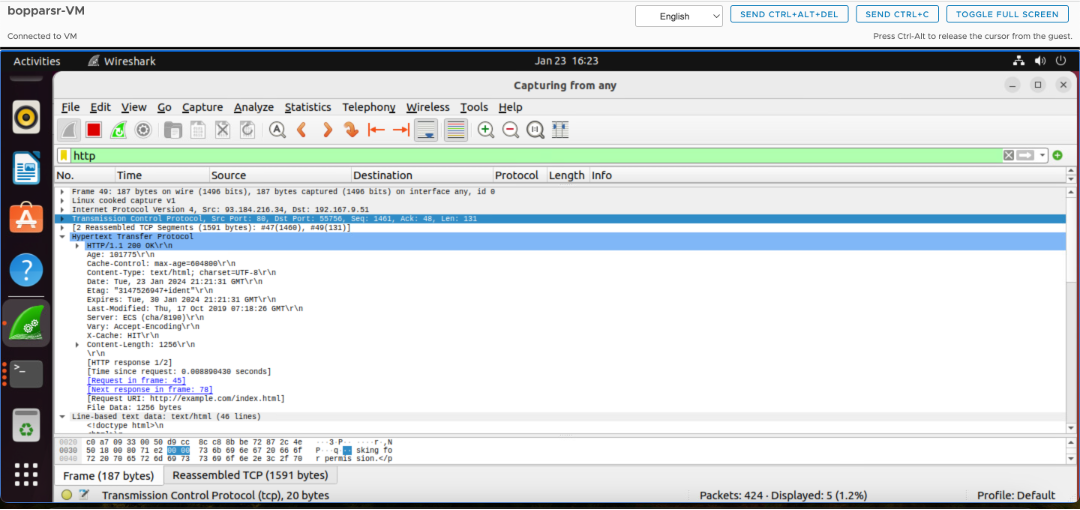 bopparsr-VM
English
SEND CTRL+ALT+DEL
SEND CTRL+C
TOGGLE FULL SCREEN
Connected to VM
Press Ctrl-Alt to release the cursor from the guest.
Activities
Wireshark
Jan 23 16:23
Capturing from any
File Edit View Go Capture Analyze Statistics Telephony Wireless Tools Help
http
No. Time Source Destination Protocol Length Info
Frame 49: 187 bytes on wire (1496 bits), 187 bytes captured (1496 bits) on interface any, id 0
Linux cooked capture v1
Internet Protocol Version 4, Src: 93.184.216.34, Dst: 192.167.9.51
Transmission Control Protocol, Src Port: 80, Dst Port: 55756, Seq: 1461, Ack: 48, Len: 131
[2 Reassembled TCP Segments (1591 bytes): #47(1460), #49(131)]
Hypertext Transfer Protocol
HTTP/1.1 200 OK\r\n
Age: 101775\r\n
Cache-Control: max-age=604800\r\n
Content-Type: text/html; charset=UTF-8\r\n
Date: Tue, 23 Jan 2024 21:21:31 GMT\r\n
Etag: "3147526947+ident"\r\n
Expires: Tue, 30 Jan 2024 21:21:31 GMT\r\n
Last-Modified: Thu, 17 Oct 2019 07:18:26 GMT\r\n
Server: ECS (cha/8190)\r\n
Vary: Accept-Encoding\r\n
X-Cache: HIT\r\n
Content-Length: 1256\r\n
\r\n
[HTTP response 1/2]
[Time since request: 0.008890430 seconds]
[Request in frame: 45]
[Next response in frame: 78]
[Request URI: http://example.com/index.html]
File Data: 1256 bytes
Line-based text data: text/html (46 lines)
<!doctype html>\n
0020 c0 a7 09 33 00 50 d9 cc 8c c8 8b be 72 87 2c 4e ···3·P·· ····r·,N
0030 50 18 00 80 71 e2 00 00 73 6b 69 6e 67 20 66 6f P···q··· sking fo
0040 72 20 70 65 72 6d 69 73 73 69 6f 6e 2e 3c 2f 70 r permis sion.</p
Frame (187 bytes)
Reassembled TCP (1591 bytes)
Transmission Control Protocol (tcp), 20 bytes
Packets: 424 · Displayed: 5 (1.2%)
Profile: Default